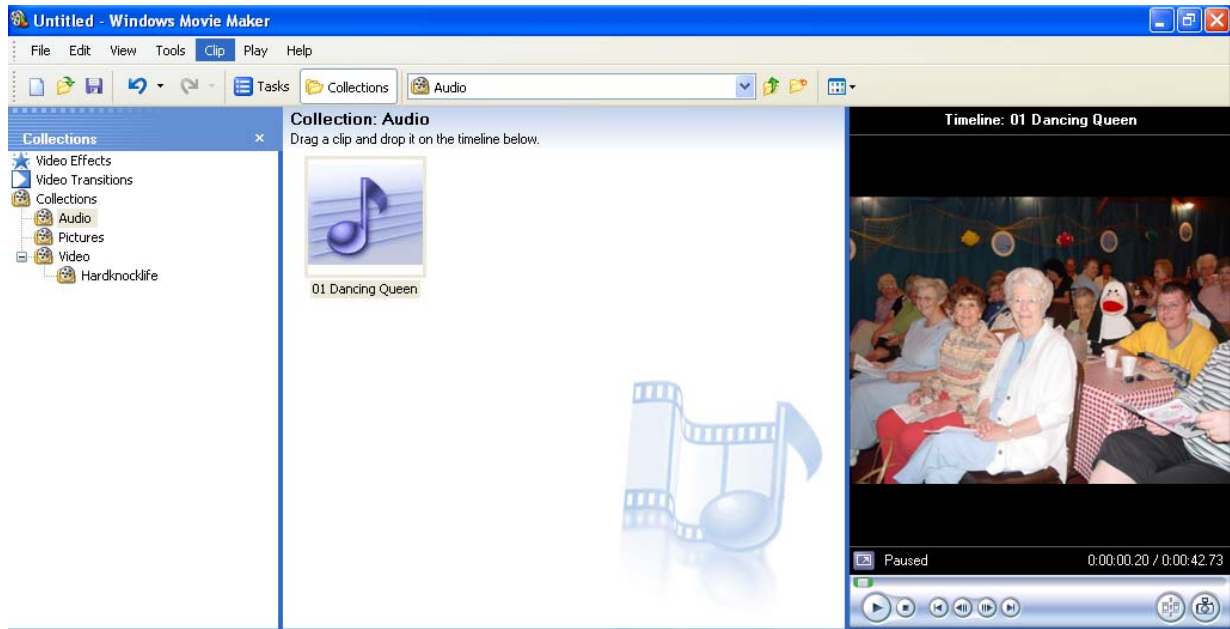 Untitled - Windows Movie Maker
File Edit View Tools Clip Play Help
Tasks Collections Audio
Collections
Video Effects
Video Transitions
Collections
Audio
Pictures
Video
Hardknocklife
Collection: Audio
Drag a clip and drop it on the timeline below.
01 Dancing Queen
Timeline: 01 Dancing Queen
Paused 0:00:00.20 / 0:00:42.73